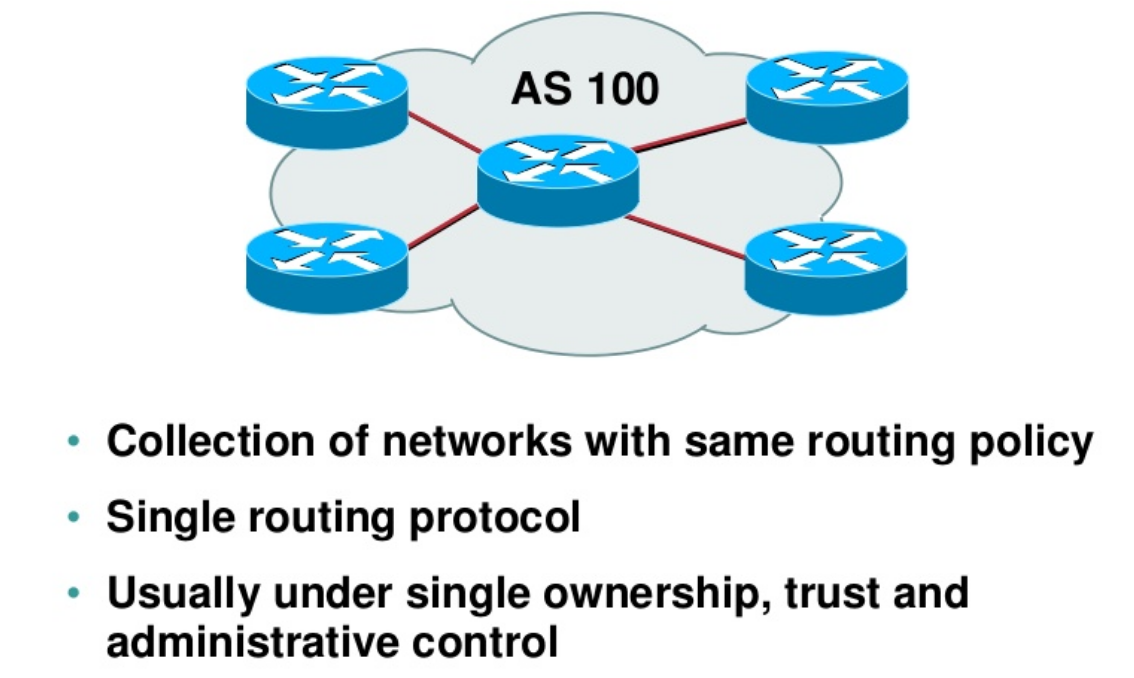 AS 100
• Collection of networks with same routing policy
• Single routing protocol
• Usually under single ownership, trust and
administrative control